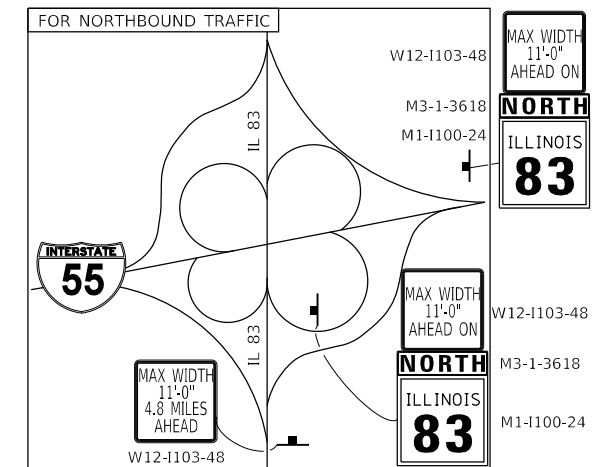 FOR NORTHBOUND TRAFFIC
W12-I103-48
MAX WIDTH
11'-0"
AHEAD ON
M3-1-3618
NORTH
M1-I100-24
ILLINOIS
83
IL 83
INTERSTATE
55
MAX WIDTH
11'-0"
AHEAD ON
W12-I103-48
NORTH
M3-1-3618
ILLINOIS
83
M1-I100-24
IL 83
MAX WIDTH
11'-0"
4.8 MILES
AHEAD
W12-I103-48